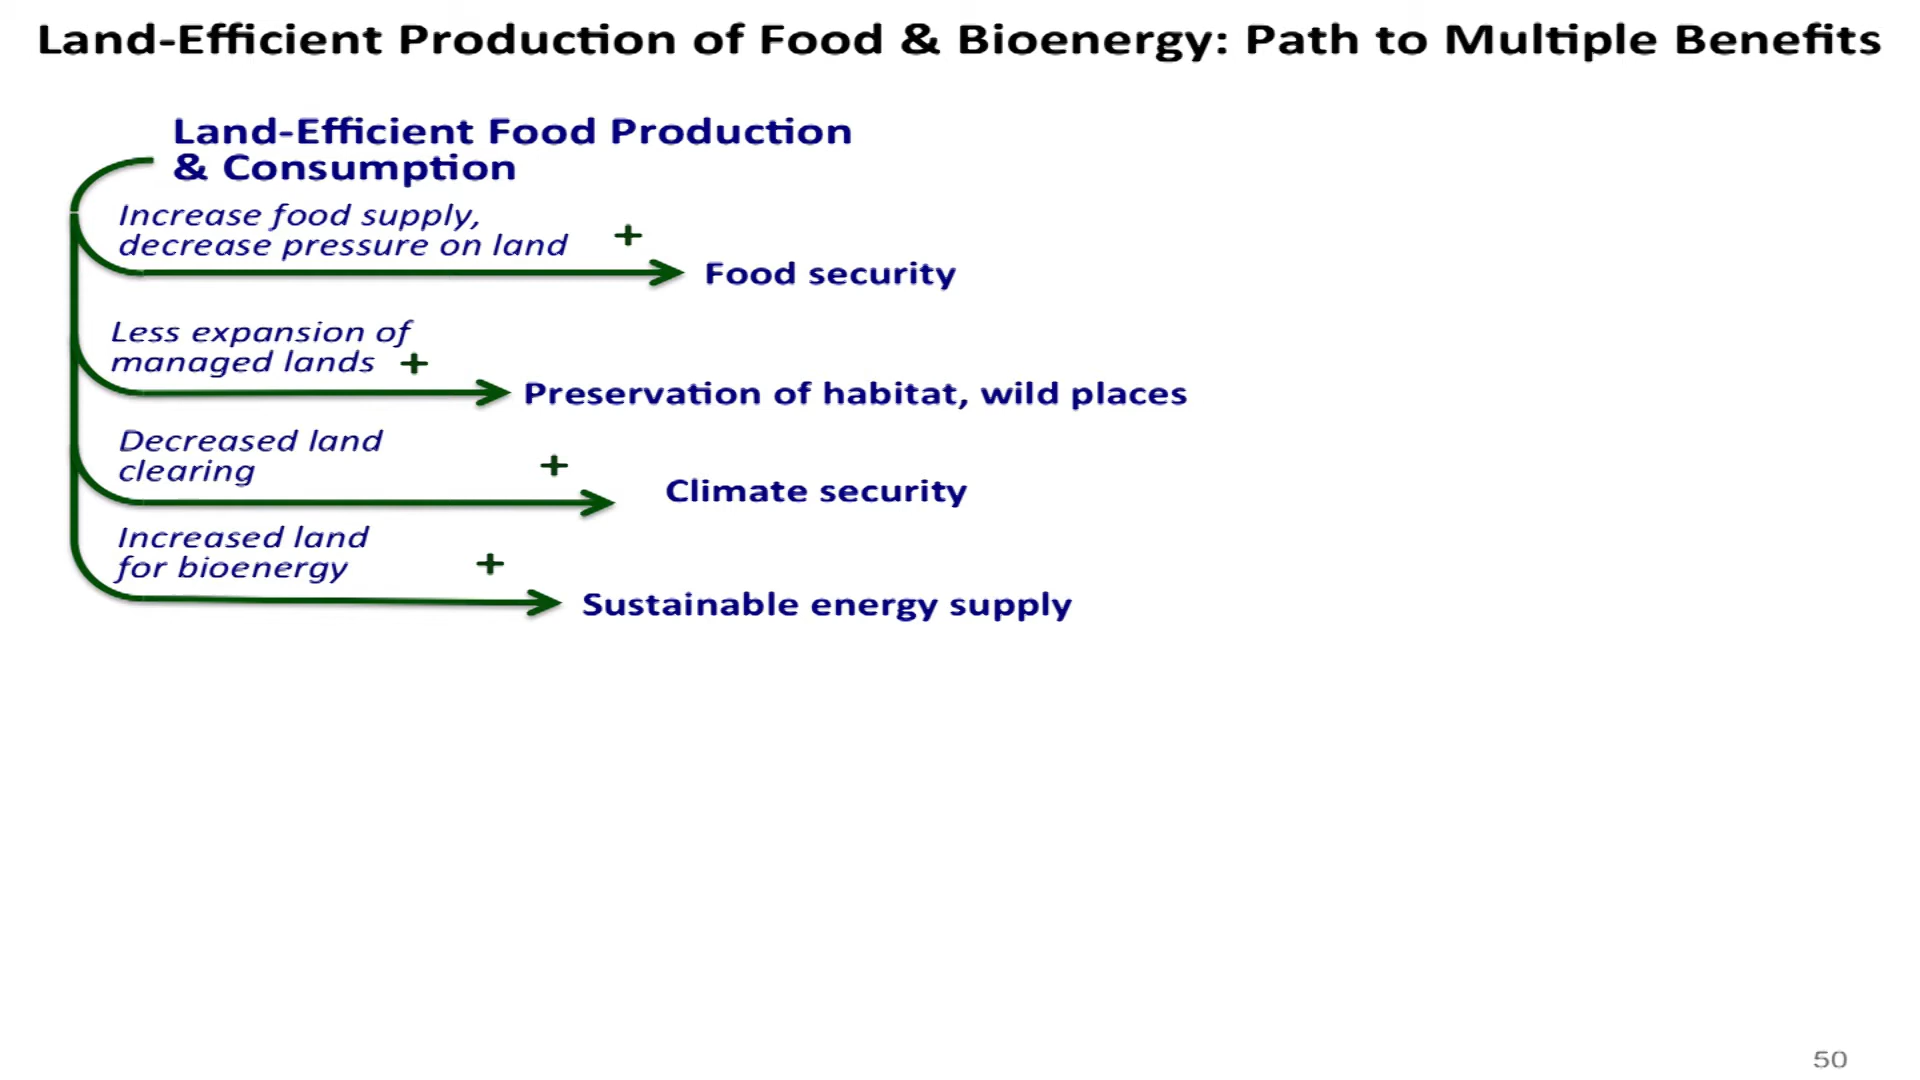 Land-Efficient Production of Food & Bioenergy: Path to Multiple Benefits
Land-Efficient Food Production
& Consumption
Increase food supply,
decrease pressure on land +
Food security
Less expansion of
managed lands +
Preservation of habitat, wild places
Decreased land
clearing +
Climate security
Increased land
for bioenergy +
Sustainable energy supply
50